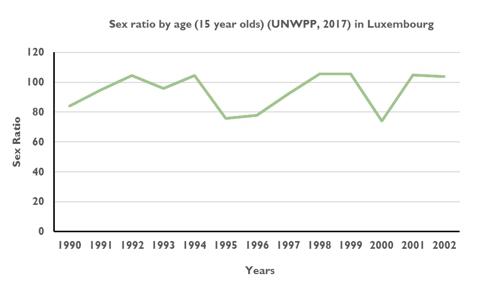 Sex ratio by age (15 year olds) (UNWPP, 2017) in Luxembourg
120
100
80
60
40
20
0
Sex Ratio
1990 1991 1992 1993 1994 1995 1996 1997 1998 1999 2000 2001 2002
Years